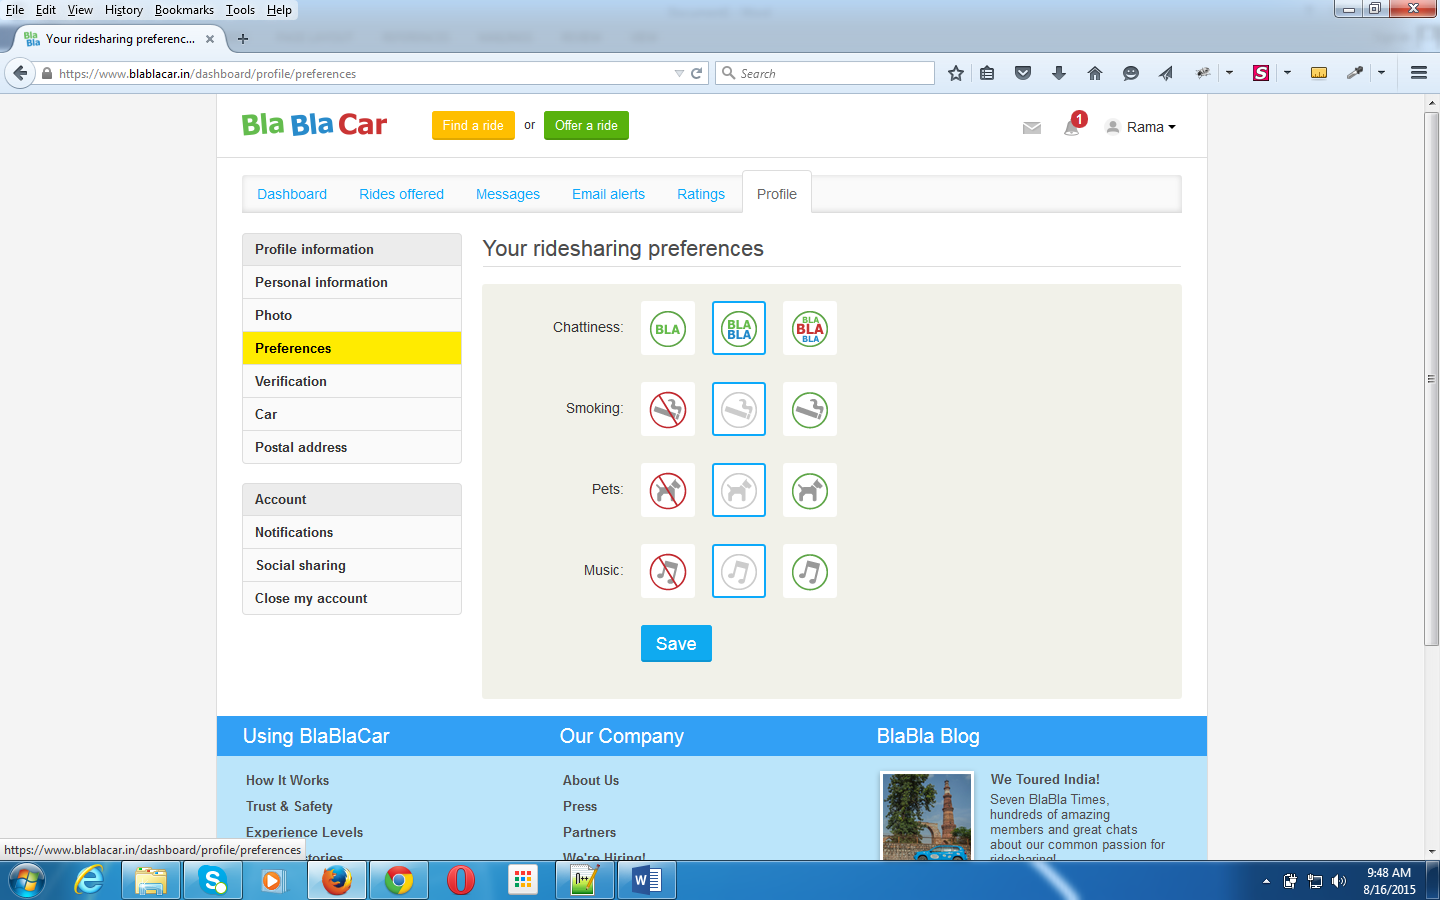 File Edit View History Bookmarks Tools Help
Bla Bla Your ridesharing preferenc... × +
https://www.blablacar.in/dashboard/profile/preferences Search
Bla Bla Car Find a ride or Offer a ride 1 Rama
Dashboard Rides offered Messages Email alerts Ratings Profile
Profile information
Personal information
Photo
Preferences
Verification
Car
Postal address
Account
Notifications
Social sharing
Close my account
Your ridesharing preferences
Chattiness: BLA BLA BLA BLA BLA BLA
Smoking:
Pets:
Music:
Save
Using BlaBlaCar
How It Works
Trust & Safety
Experience Levels
Our Company
About Us
Press
Partners
We're Hiring!
BlaBla Blog
We Toured India!
Seven BlaBla Times,
hundreds of amazing
members and great chats
about our common passion for
ridesharing!
https://www.blablacar.in/dashboard/profile/preferences
9:48 AM
8/16/2015